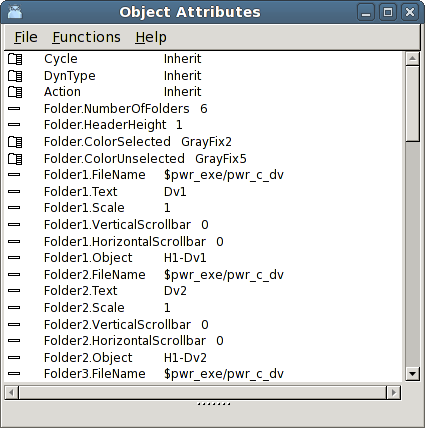 Object Attributes
File Functions Help
Cycle Inherit
DynType Inherit
Action Inherit
Folder.NumberOfFolders 6
Folder.HeaderHeight 1
Folder.ColorSelected GrayFix2
Folder.ColorUnselected GrayFix5
Folder1.FileName $pwr_exe/pwr_c_dv
Folder1.Text Dv1
Folder1.Scale 1
Folder1.VerticalScrollbar 0
Folder1.HorizontalScrollbar 0
Folder1.Object H1-Dv1
Folder2.FileName $pwr_exe/pwr_c_dv
Folder2.Text Dv2
Folder2.Scale 1
Folder2.VerticalScrollbar 0
Folder2.HorizontalScrollbar 0
Folder2.Object H1-Dv2
Folder3.FileName $pwr_exe/pwr_c_dv